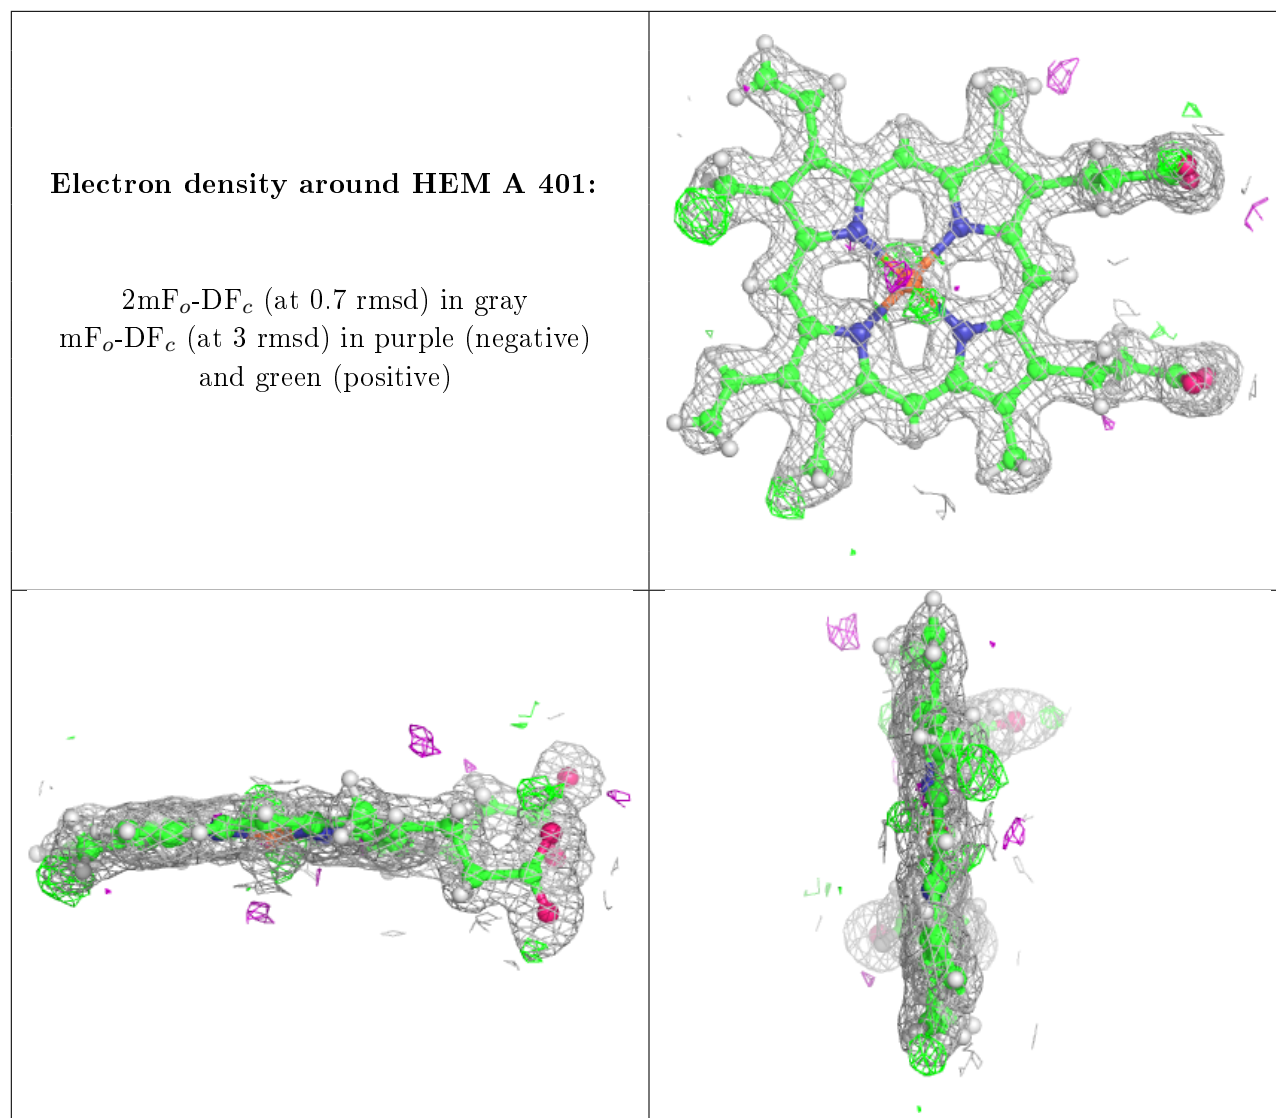 Electron density around HEM A 401:
2mFo-DFc (at 0.7 rmsd) in gray
mFo-DFc (at 3 rmsd) in purple (negative)
and green (positive)